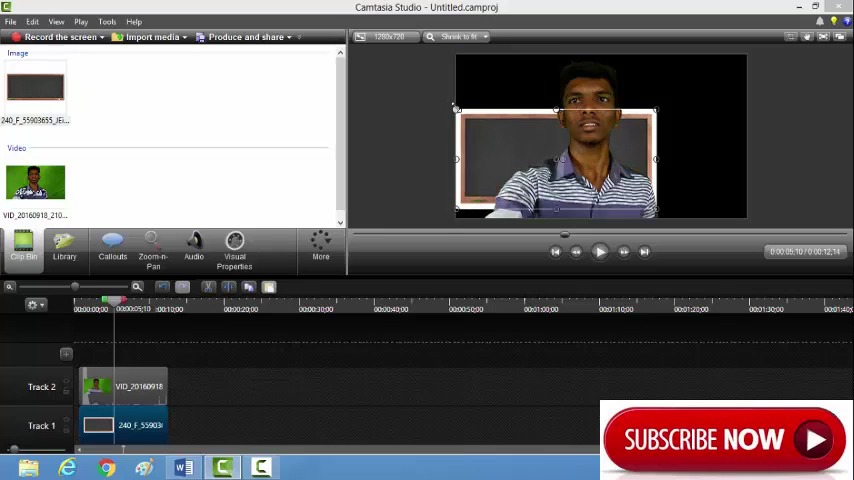 Camtasia Studio - Untitled.camproj
File Edit View Play Tools Help
Record the screen Import media Produce and share
1280x720 Shrink to fit
Image
240_F_55903655_JEi...
Video
VID_20160918_210...
Clip Bin Library Callouts Zoom-n-Pan Audio Visual Properties More
0:00:05;10 / 0:00:12;14
00:00:00;00 00:00:05;10 00:00:20;00 00:00:30;00 00:00:40;00 00:00:50;00 00:01:00;00 00:01:10;00 00:01:20;00 00:01:30;00 00:01:40;0
Track 2 VID_20160918
Track 1 240_F_55903
SUBSCRIBE NOW